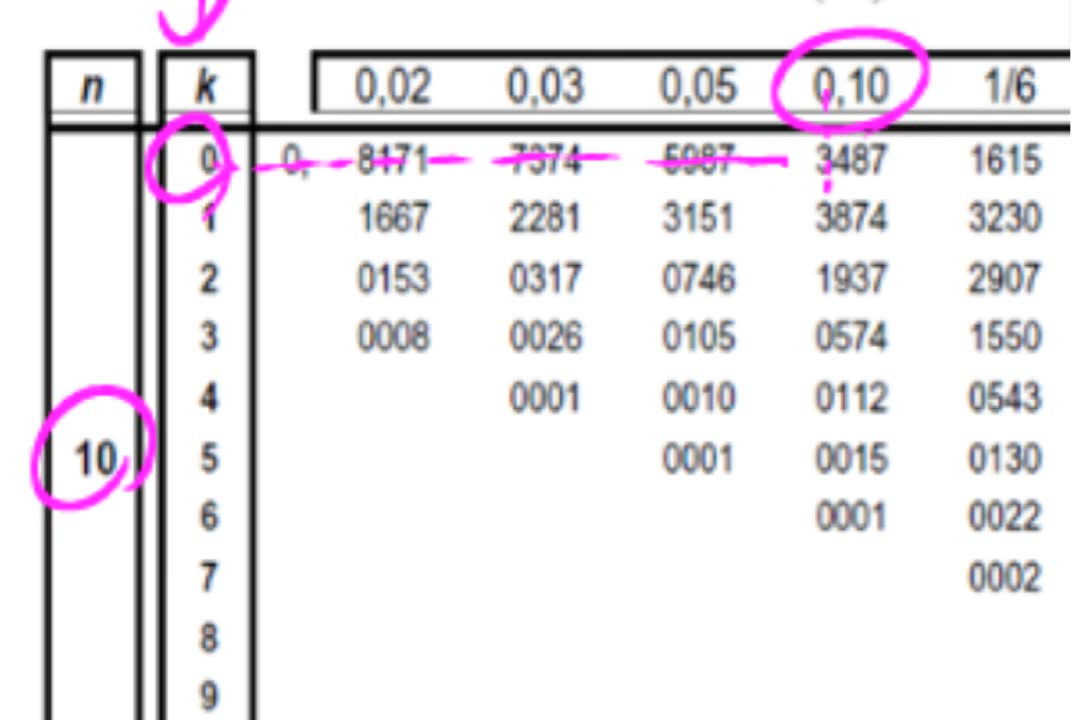 n k 0,02 0,03 0,05 0,10 1/6
0 0, 8171 7374 5987 3487 1615
1 1667 2281 3151 3874 3230
2 0153 0317 0746 1937 2907
3 0008 0026 0105 0574 1550
4 0001 0010 0112 0543
10 5 0001 0015 0130
6 0001 0022
7 0002
8
9